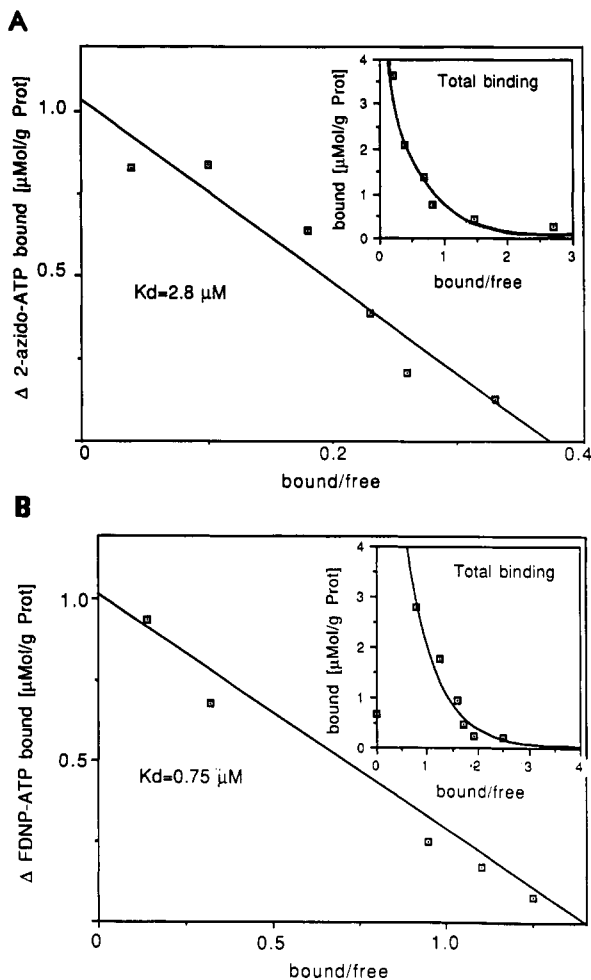 A
Δ 2-azido-ATP bound [µMol/g Prot]
1.0
0.5
Kd=2.8 µM
0
0.2
0.4
bound/free
Total binding
bound [µMol/g Prot]
4
3
2
1
0
0
1
2
3
bound/free
B
Δ FDNP-ATP bound [µMol/g Prot]
1.0
0.5
Kd=0.75 µM
0
0.5
1.0
bound/free
Total binding
bound [µMol/g Prot]
4
3
2
1
0
0
1
2
3
4
bound/free